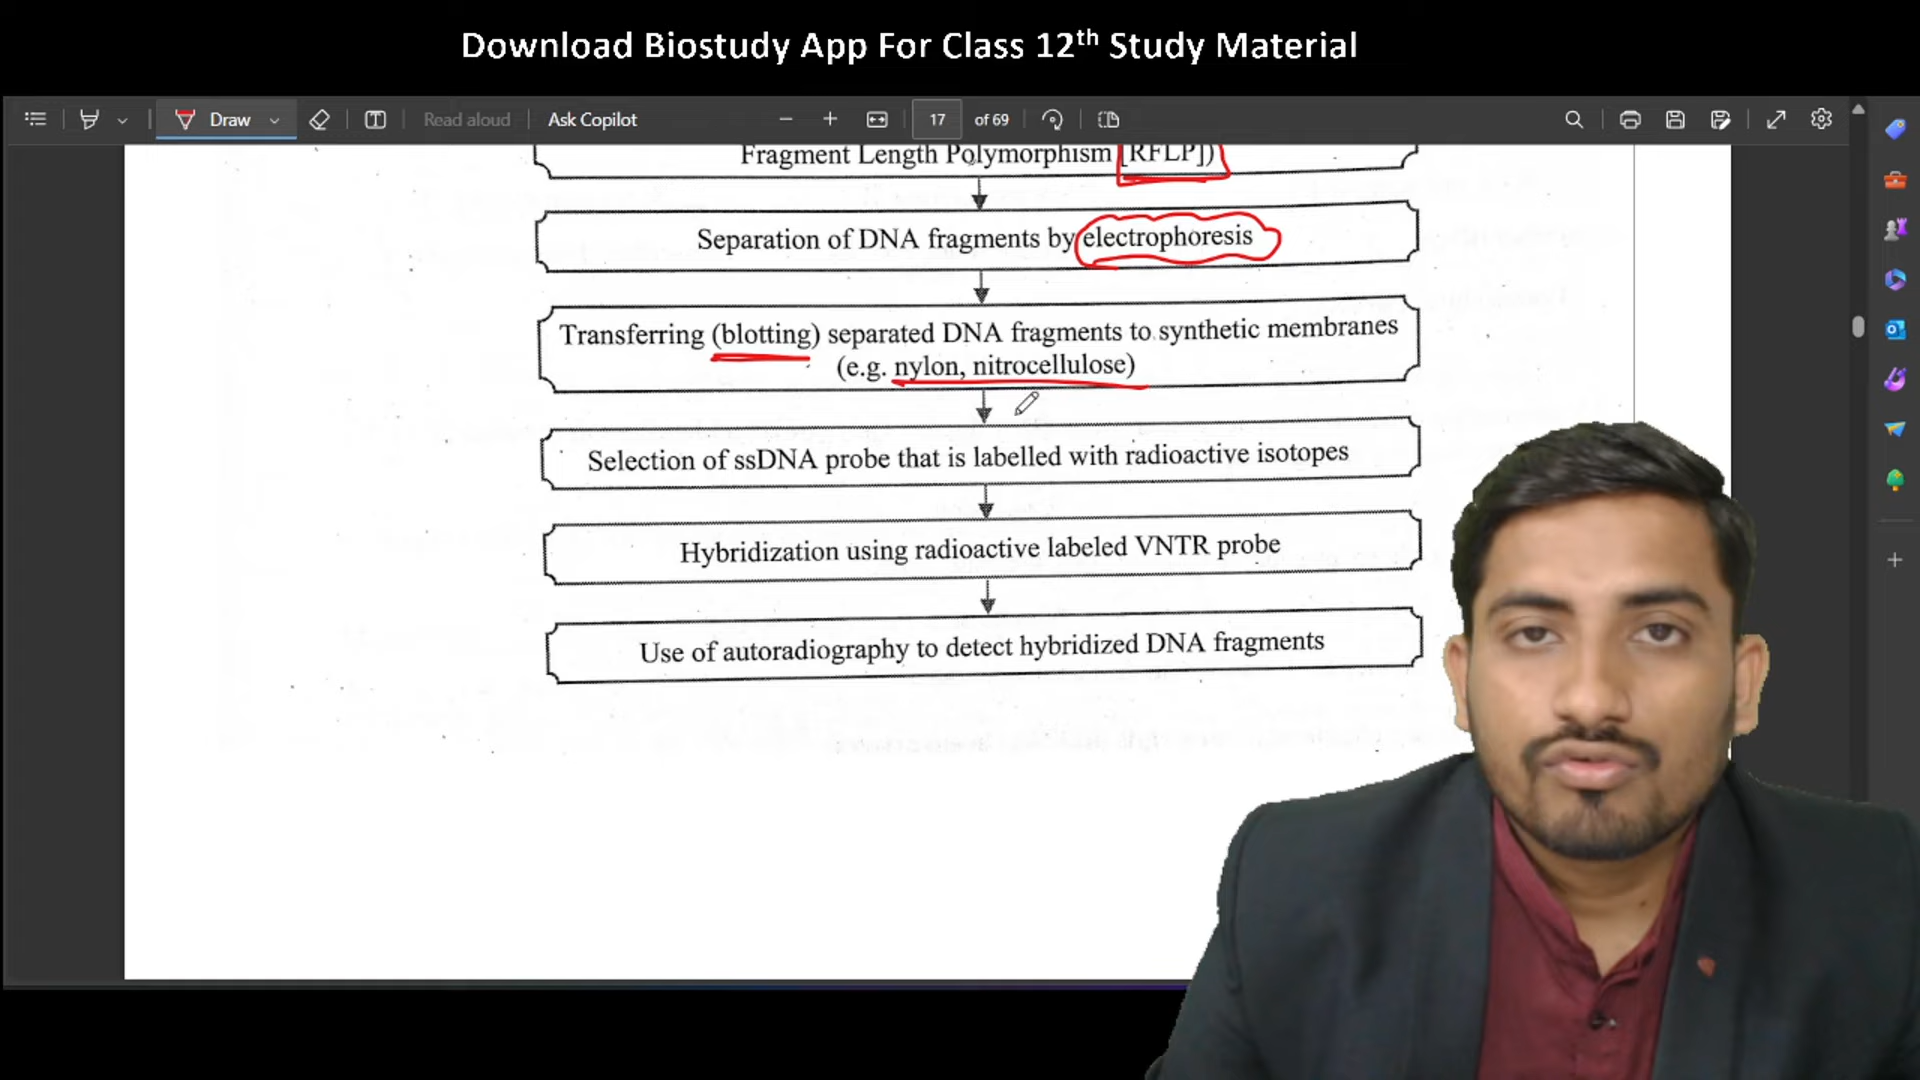 Download Biostudy App For Class 12th Study Material
Draw
Read aloud
Ask Copilot
17
of 69
Fragment Length Polymorphism [RFLP])
Separation of DNA fragments by electrophoresis
Transferring (blotting) separated DNA fragments to synthetic membranes
(e.g. nylon, nitrocellulose)
Selection of ssDNA probe that is labelled with radioactive isotopes
Hybridization using radioactive labeled VNTR probe
Use of autoradiography to detect hybridized DNA fragments